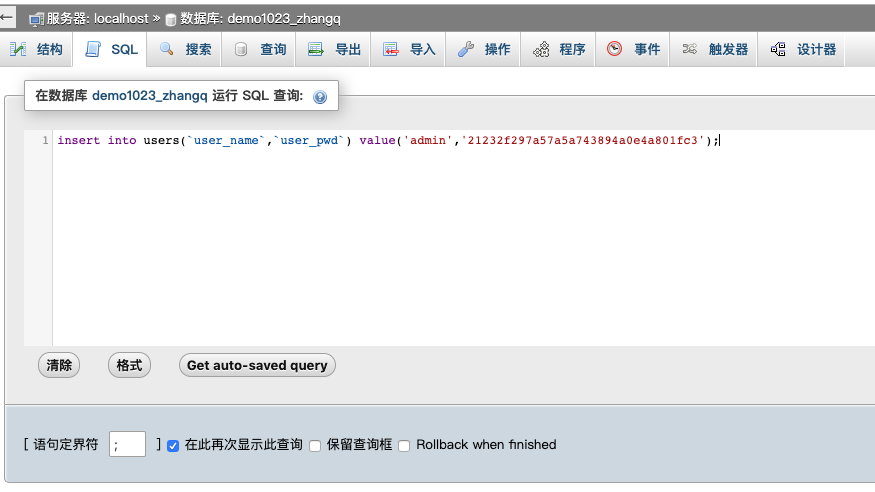 服务器: localhost » 数据库: demo1023_zhangq
结构 SQL 搜索 查询 导出 导入 操作 程序 事件 触发器 设计器
在数据库 demo1023_zhangq 运行 SQL 查询:
1 insert into users(`user_name`,`user_pwd`) value('admin','21232f297a57a5a743894a0e4a801fc3');
清除 格式 Get auto-saved query
[ 语句定界符 ; ] 在此再次显示此查询 保留查询框 Rollback when finished